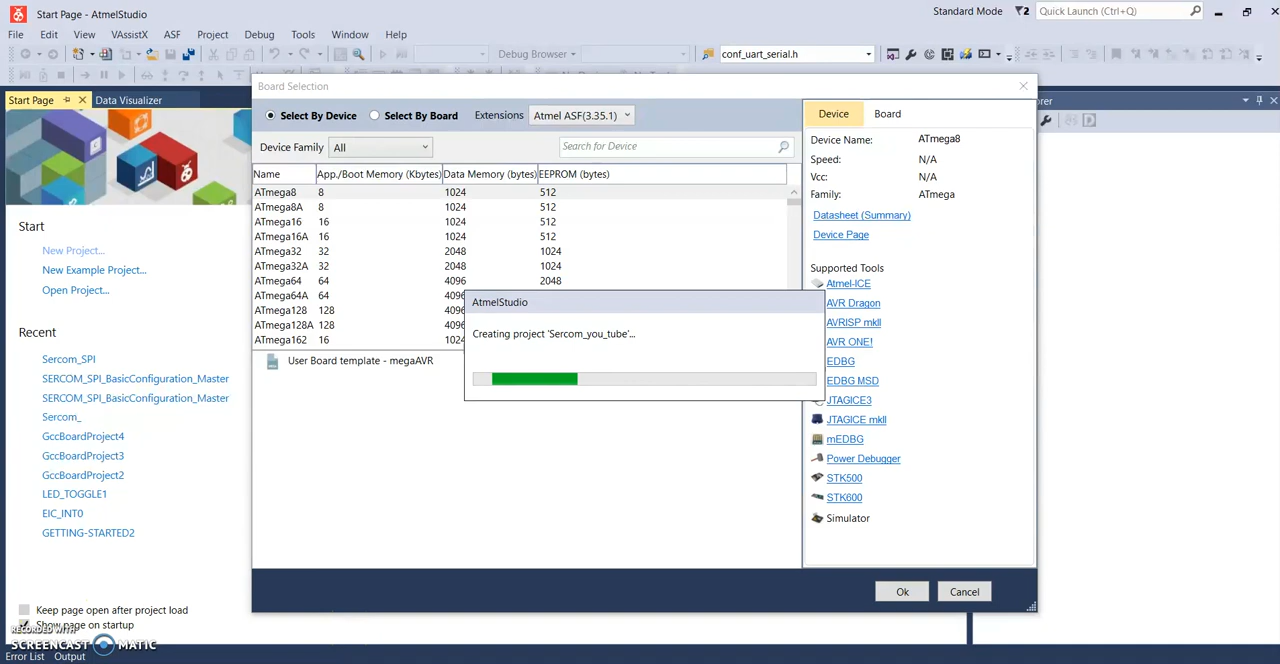 Start Page - AtmelStudio
Standard Mode
2
Quick Launch (Ctrl+Q)
File Edit View VAssistX ASF Project Debug Tools Window Help
Debug Browser
conf_uart_serial.h
Start Page
Data Visualizer
orer
Board Selection
Select By Device
Select By Board
Extensions
Atmel ASF(3.35.1)
Device Family
All
Search for Device
Name App./Boot Memory (Kbytes) Data Memory (bytes) EEPROM (bytes)
ATmega8 8 1024 512
ATmega8A 8 1024 512
ATmega16 16 1024 512
ATmega16A 16 1024 512
ATmega32 32 2048 1024
ATmega32A 32 2048 1024
ATmega64 64 4096 2048
ATmega64A 64 4096
ATmega128 128 4096
ATmega128A 128 4096
ATmega162 16 1024
User Board template - megaAVR
AtmelStudio
Creating project 'Sercom_you_tube'...
Device
Board
Device Name: ATmega8
Speed: N/A
Vcc: N/A
Family: ATmega
Datasheet (Summary)
Device Page
Supported Tools
Atmel-ICE
AVR Dragon
AVRISP mkII
AVR ONE!
EDBG
EDBG MSD
JTAGICE3
JTAGICE mkII
mEDBG
Power Debugger
STK500
STK600
Simulator
Ok
Cancel
Start
New Project...
New Example Project...
Open Project...
Recent
Sercom_SPI
SERCOM_SPI_BasicConfiguration_Master
SERCOM_SPI_BasicConfiguration_Master
Sercom_
GccBoardProject4
GccBoardProject3
GccBoardProject2
LED_TOGGLE1
EIC_INT0
GETTING-STARTED2
Keep page open after project load
Show page on startup
RECORDED WITH
SCREENCAST MATIC
Error List Output